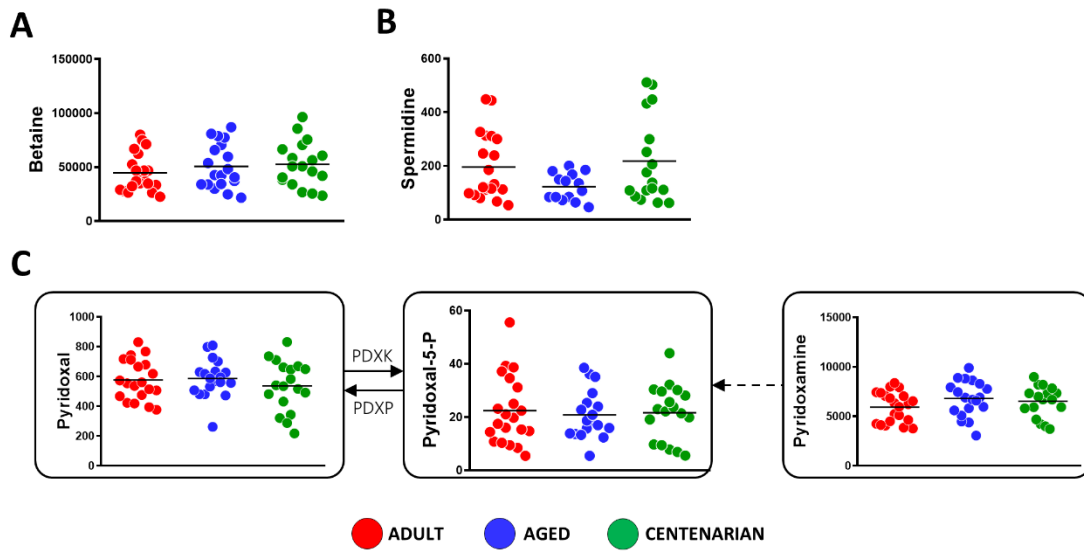 A
Betaine
150000
100000
50000
0
B
Spermidine
600
400
200
0
C
Pyridoxal
1000
800
600
400
200
0
PDXK
PDXP
Pyridoxal-5-P
60
40
20
0
Pyridoxamine
15000
10000
5000
0
ADULT
AGED
CENTENARIAN